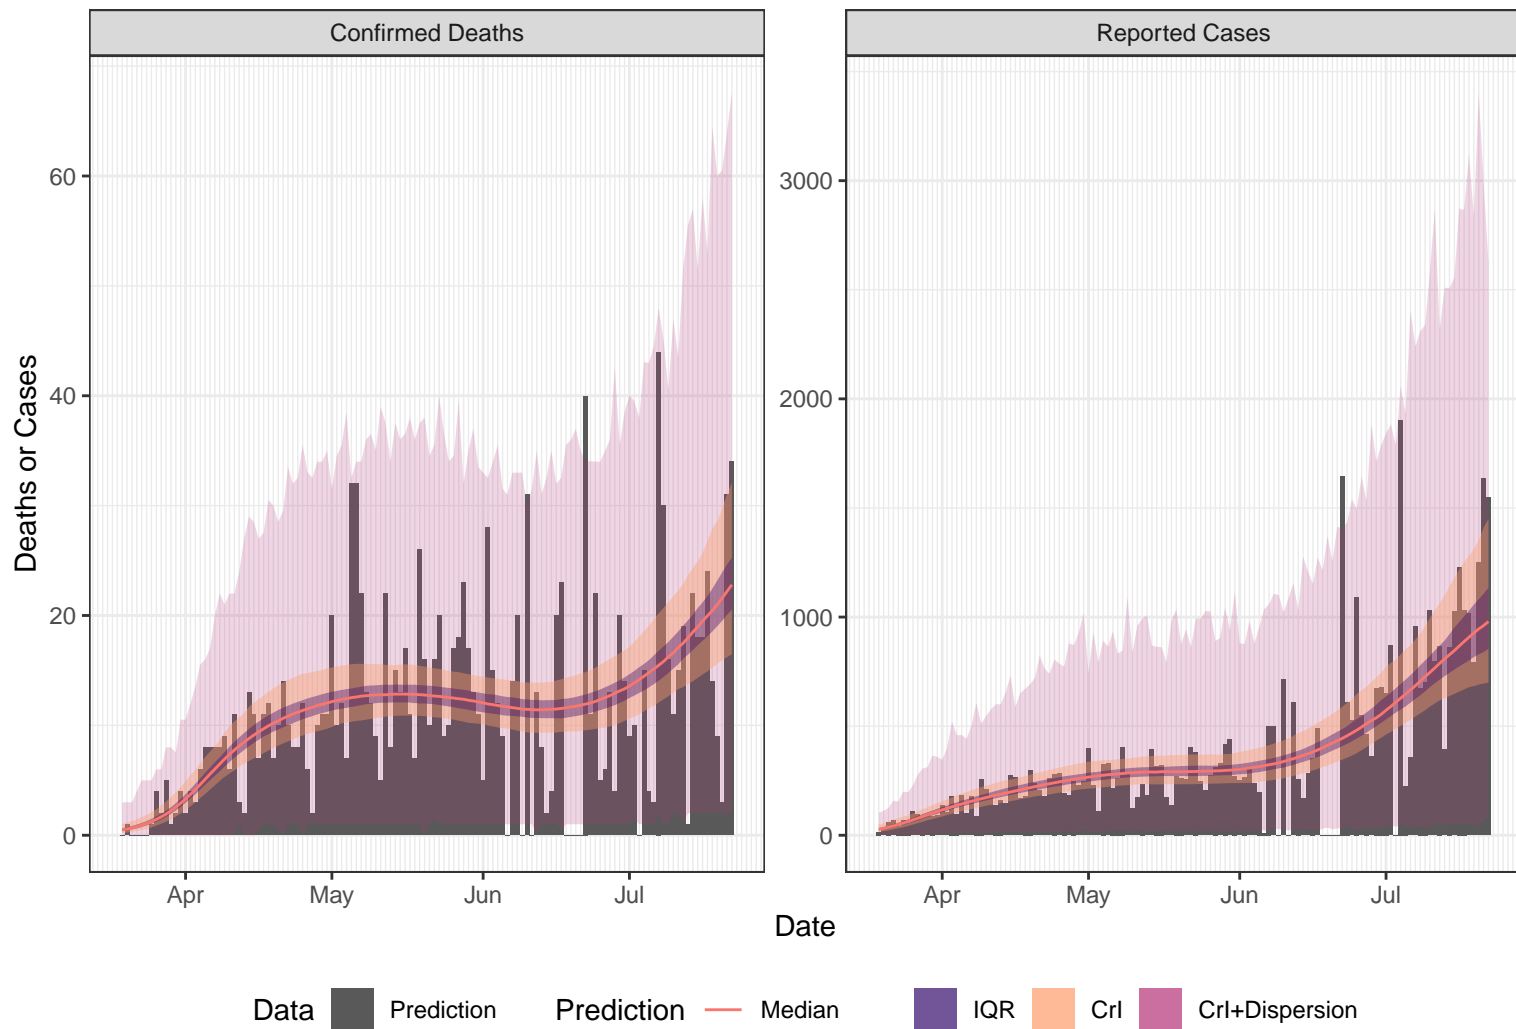 Confirmed Deaths
Reported Cases
Deaths or Cases
60
40
20
0
3000
2000
1000
0
Apr May Jun Jul
Apr May Jun Jul
Date
Data Prediction Prediction Median IQR CrI CrI+Dispersion